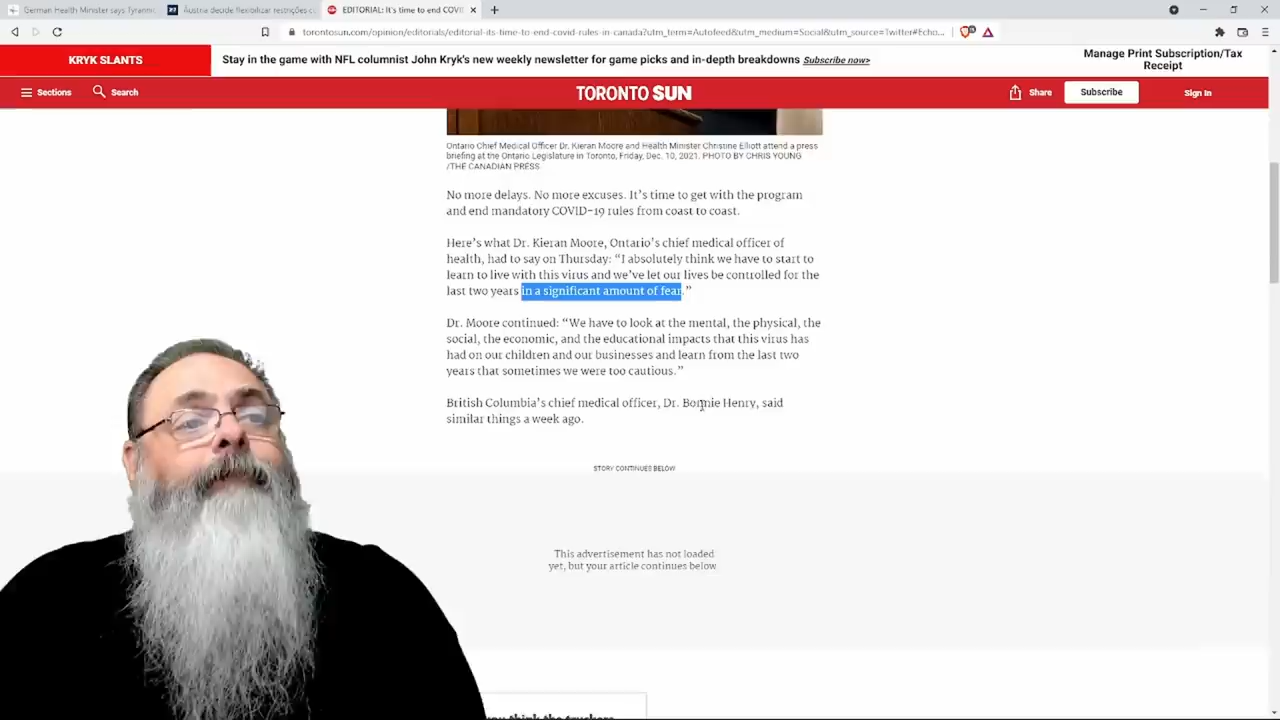 German Health Minister says Tyranni
Áustria decide flexibilizar restrições co
EDITORIAL: It's time to end COVI
torontosun.com/opinion/editorials/editorial-its-time-to-end-covid-rules-in-canada?utm_term=Autofeed&utm_medium=Social&utm_source=Twitter#Echo...
KRYK SLANTS
Stay in the game with NFL columnist John Kryk's new weekly newsletter for game picks and in-depth breakdowns Subscribe now>
Manage Print Subscription/Tax
Receipt
Sections
Search
TORONTO SUN
Share
Subscribe
Sign In
Ontario Chief Medical Officer Dr. Kieran Moore and Health Minister Christine Elliott attend a press
briefing at the Ontario Legislature in Toronto, Friday, Dec. 10, 2021. PHOTO BY CHRIS YOUNG
/THE CANADIAN PRESS
No more delays. No more excuses. It's time to get with the program
and end mandatory COVID-19 rules from coast to coast.
Here's what Dr. Kieran Moore, Ontario's chief medical officer of
health, had to say on Thursday: “I absolutely think we have to start to
learn to live with this virus and we've let our lives be controlled for the
last two years in a significant amount of fear.”
Dr. Moore continued: “We have to look at the mental, the physical, the
social, the economic, and the educational impacts that this virus has
had on our children and our businesses and learn from the last two
years that sometimes we were too cautious.”
British Columbia's chief medical officer, Dr. Bonnie Henry, said
similar things a week ago.
STORY CONTINUES BELOW
This advertisement has not loaded
yet, but your article continues below.
you think the truckers